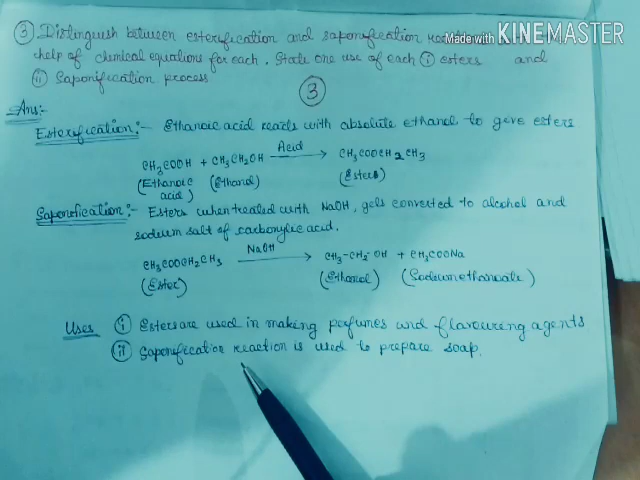 ③ Distinguish between esterification and saponification
Made with KINEMASTER
help of chemical equations for each. State one use of each ⓘ esters and
ⓘⓘ Saponification process
③
Ans:-
Esterification:- Ethanoic acid reacts with absolute ethanol to give esters
CH3COOH + CH3CH2OH Acid → CH3COOCH2CH3
(Ethanoic acid) (Ethanol) (Ester)
Saponification:- Esters when treated with NaOH, gets converted to alcohol and
sodium salt of carboxylic acid.
CH3COOCH2CH3 NaOH → CH3-CH2-OH + CH3COONa
(Ester) (Ethanol) (Sodium ethanoate)
Uses ⓘ Esters are used in making perfumes and flavouring agents
ⓘⓘ Saponification reaction is used to prepare soap.